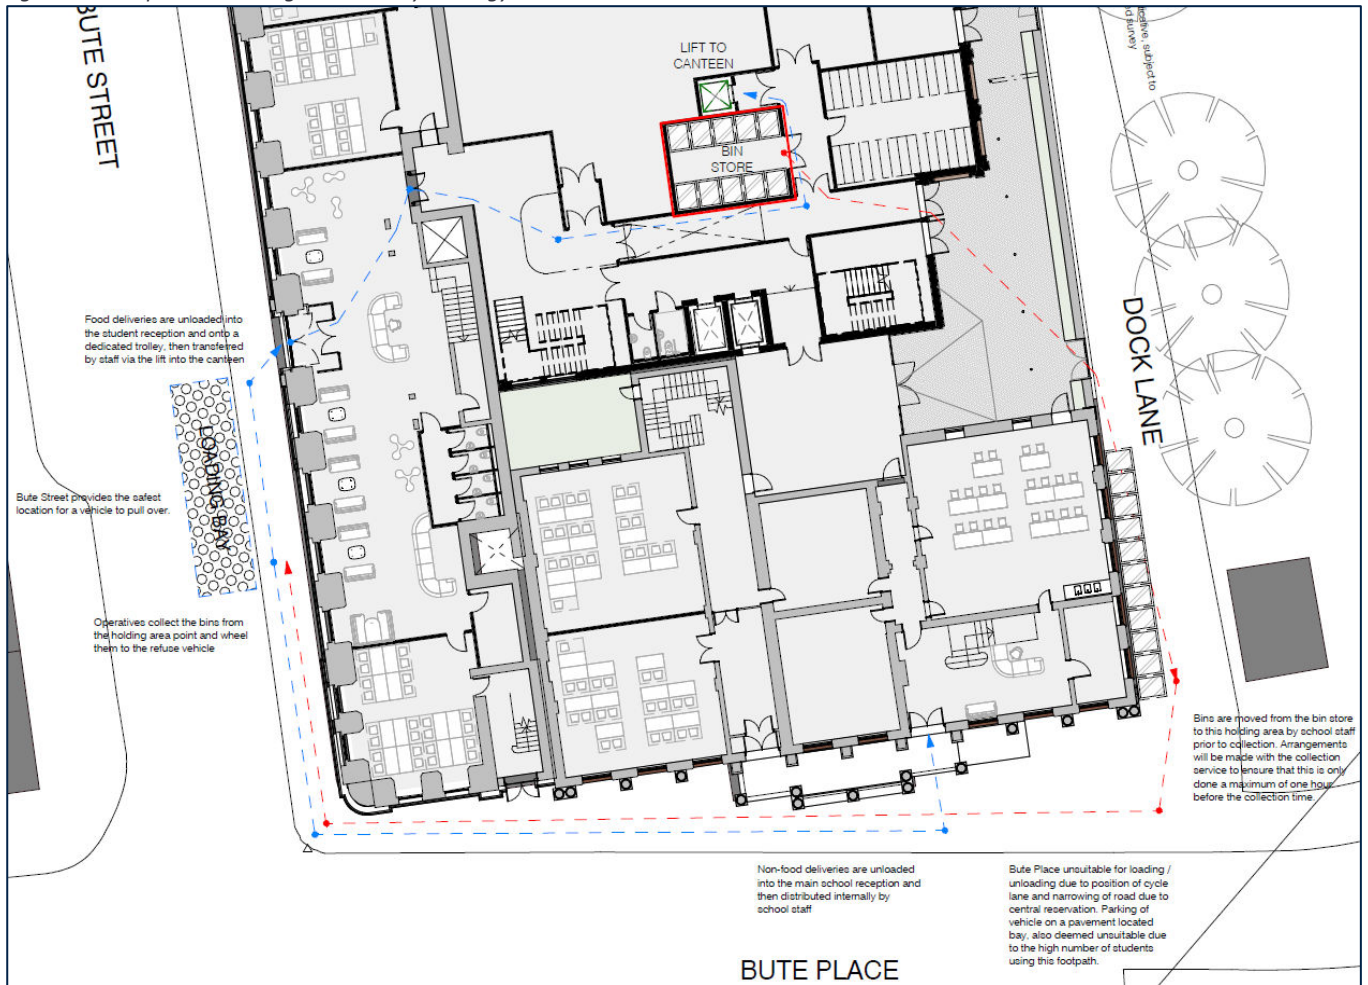 BUTE STREET
LIFT TO
CANTEEN
icative, subject to
d survey
BIN
STORE
DOCK LANE
Food deliveries are unloaded into
the student reception and onto a
dedicated trolley, then transferred
by staff via the lift into the canteen
LOADING BAY
Bute Street provides the safest
location for a vehicle to pull over.
Operatives collect the bins from
the holding area point and wheel
them to the refuse vehicle
Bins are moved from the bin store
to this holding area by school staff
prior to collection. Arrangements
will be made with the collection
service to ensure that this is only
done a maximum of one hour
before the collection time.
Non-food deliveries are unloaded
into the main school reception and
then distributed internally by
school staff
Bute Place unsuitable for loading /
unloading due to position of cycle
lane and narrowing of road due to
central reservation. Parking of
vehicle on a pavement located
bay, also deemed unsuitable due
to the high number of students
using this footpath.
BUTE PLACE